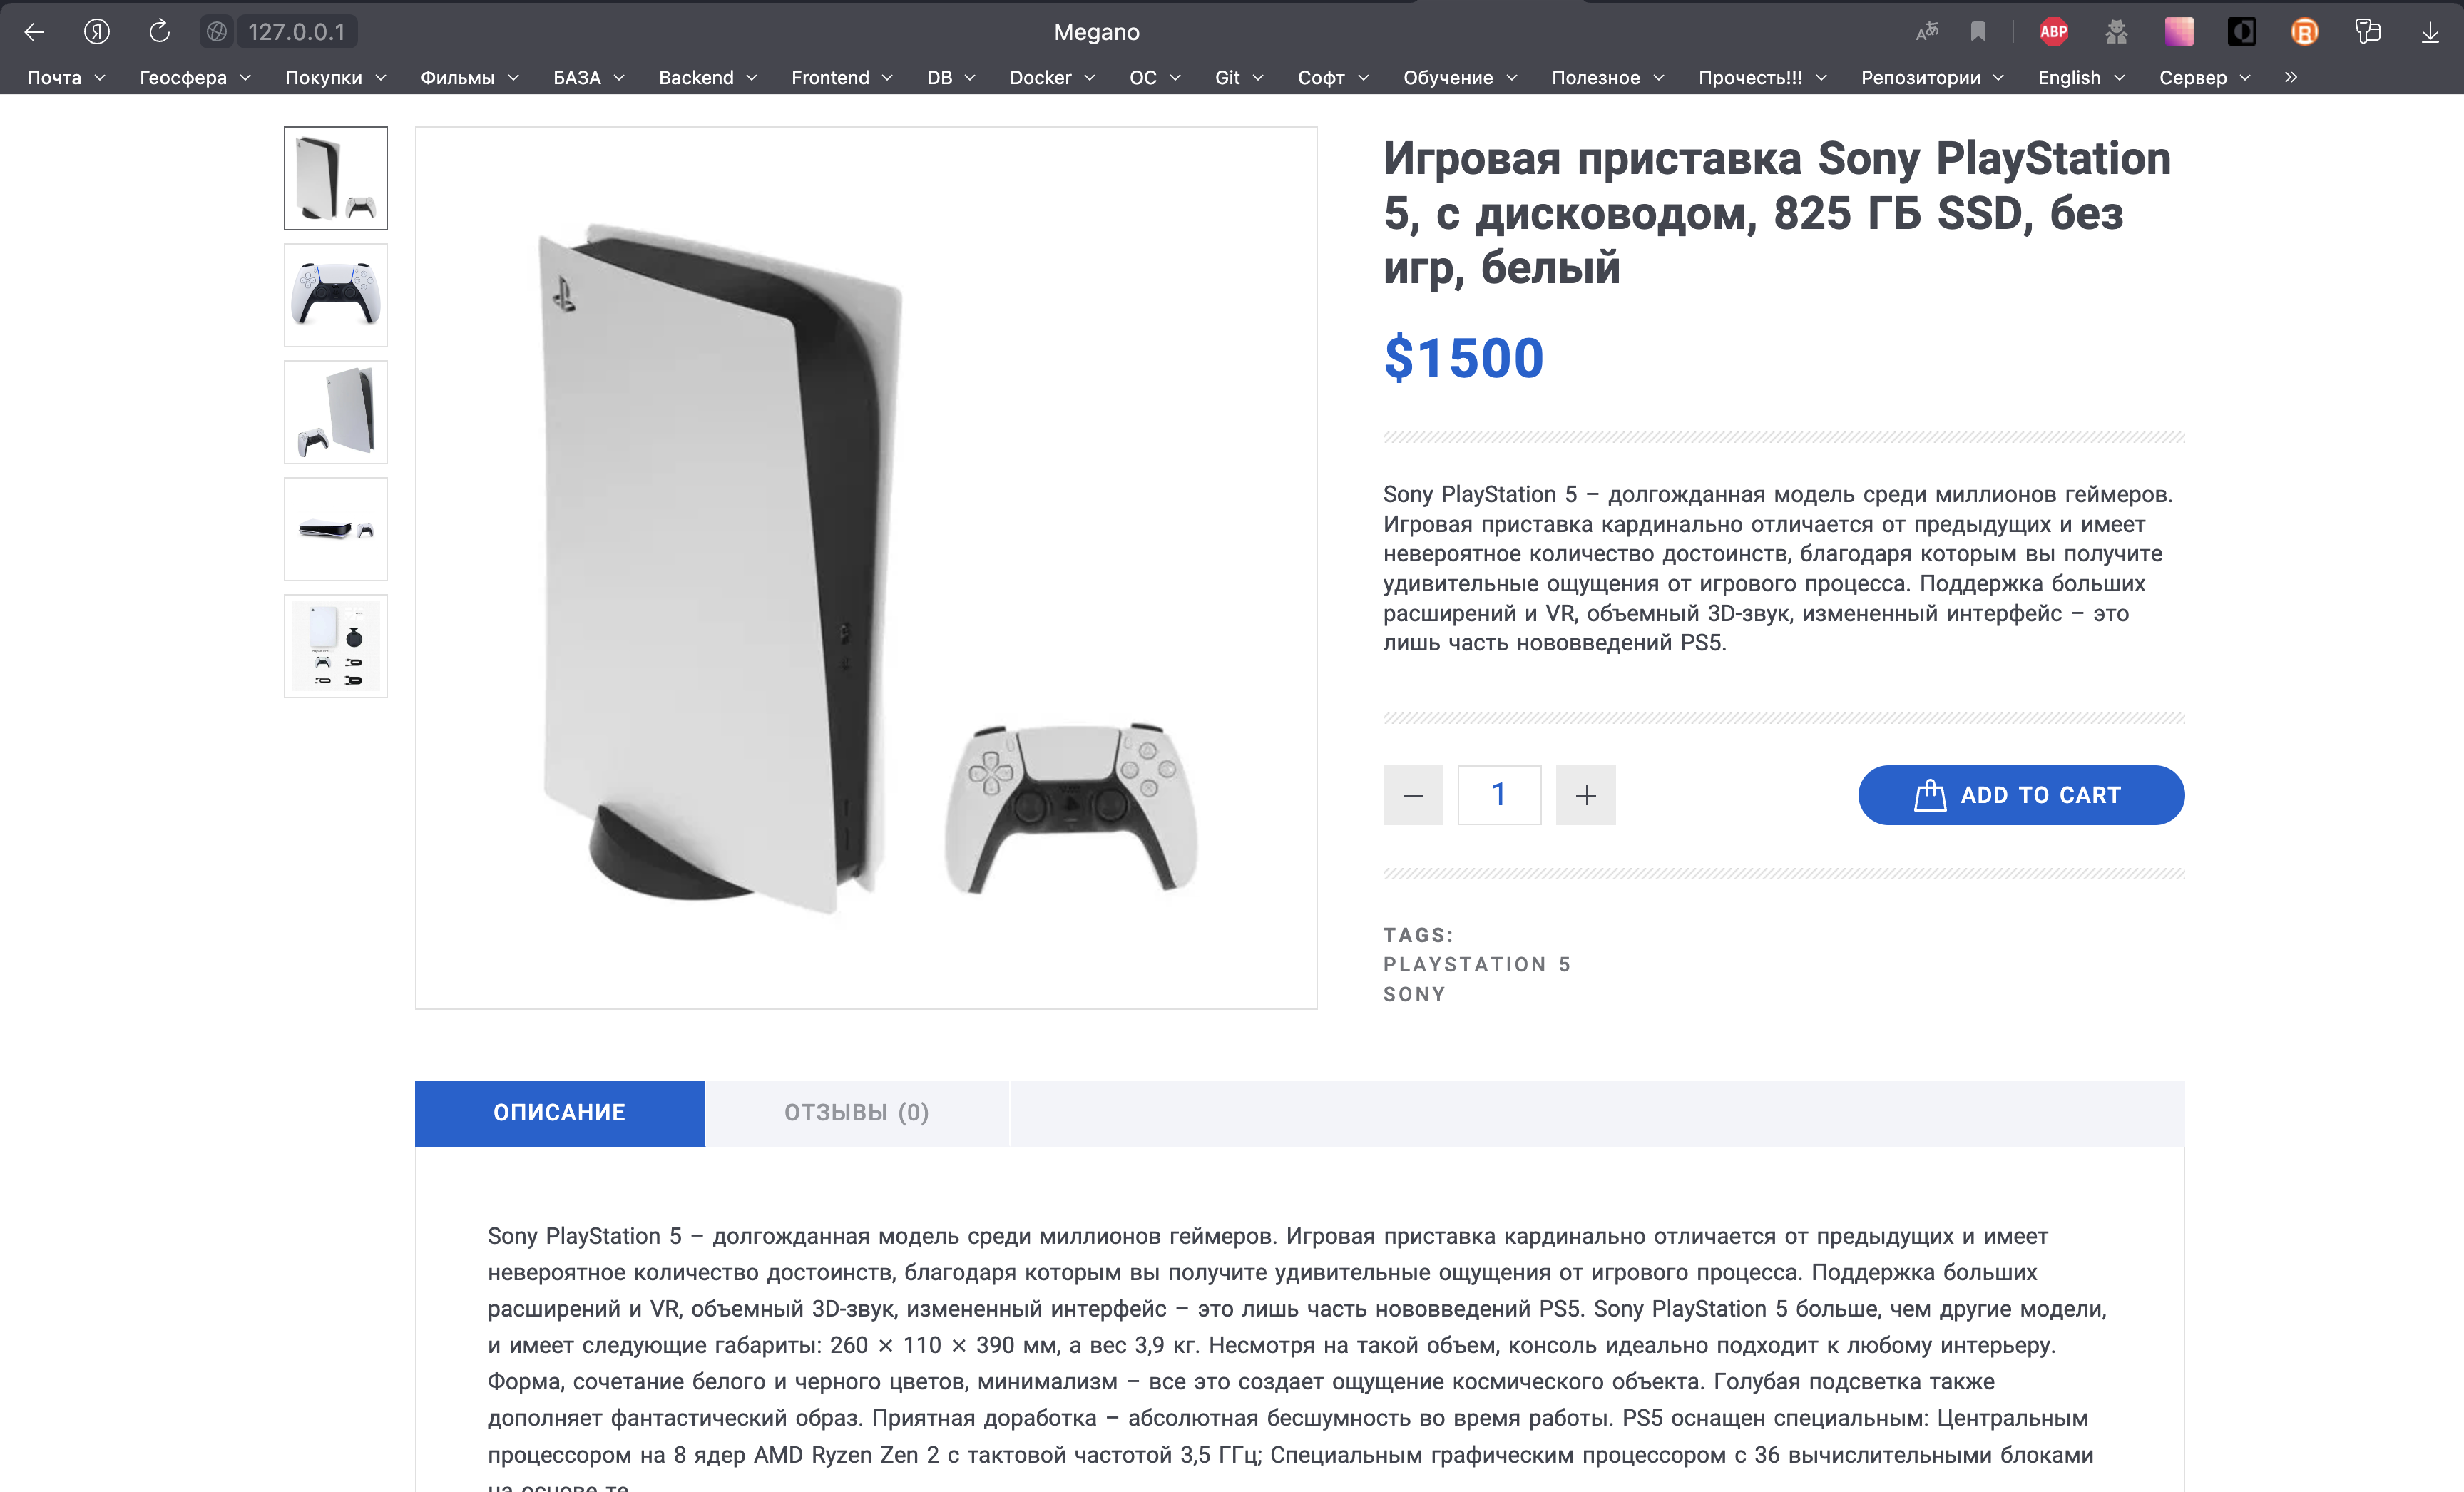 127.0.0.1
Megano
ABP
Почта Геосфера Покупки Фильмы БАЗА Backend Frontend DB Docker ОС Git Софт Обучение Полезное Прочесть!!! Репозитории English Сервер »
Игровая приставка Sony PlayStation
5, с дисководом, 825 ГБ SSD, без
игр, белый
$1500
Sony PlayStation 5 – долгожданная модель среди миллионов геймеров.
Игровая приставка кардинально отличается от предыдущих и имеет
невероятное количество достоинств, благодаря которым вы получите
удивительные ощущения от игрового процесса. Поддержка больших
расширений и VR, объемный 3D-звук, измененный интерфейс – это
лишь часть нововведений PS5.
1
ADD TO CART
TAGS:
PLAYSTATION 5
SONY
ОПИСАНИЕ
ОТЗЫВЫ (0)
Sony PlayStation 5 – долгожданная модель среди миллионов геймеров. Игровая приставка кардинально отличается от предыдущих и имеет
невероятное количество достоинств, благодаря которым вы получите удивительные ощущения от игрового процесса. Поддержка больших
расширений и VR, объемный 3D-звук, измененный интерфейс – это лишь часть нововведений PS5. Sony PlayStation 5 больше, чем другие модели,
и имеет следующие габариты: 260 × 110 × 390 мм, а вес 3,9 кг. Несмотря на такой объем, консоль идеально подходит к любому интерьеру.
Форма, сочетание белого и черного цветов, минимализм – все это создает ощущение космического объекта. Голубая подсветка также
дополняет фантастический образ. Приятная доработка – абсолютная бесшумность во время работы. PS5 оснащен специальным: Центральным
процессором на 8 ядер AMD Ryzen Zen 2 с тактовой частотой 3,5 ГГц; Специальным графическим процессором с 36 вычислительными блоками
на основе те